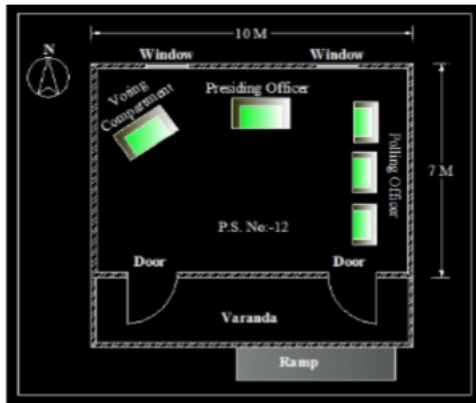 10 M
N
Window
Window
Voting
Compartment
Presiding Officer
Polling Officer
7 M
P.S. No:-12
Door
Door
Varanda
Ramp